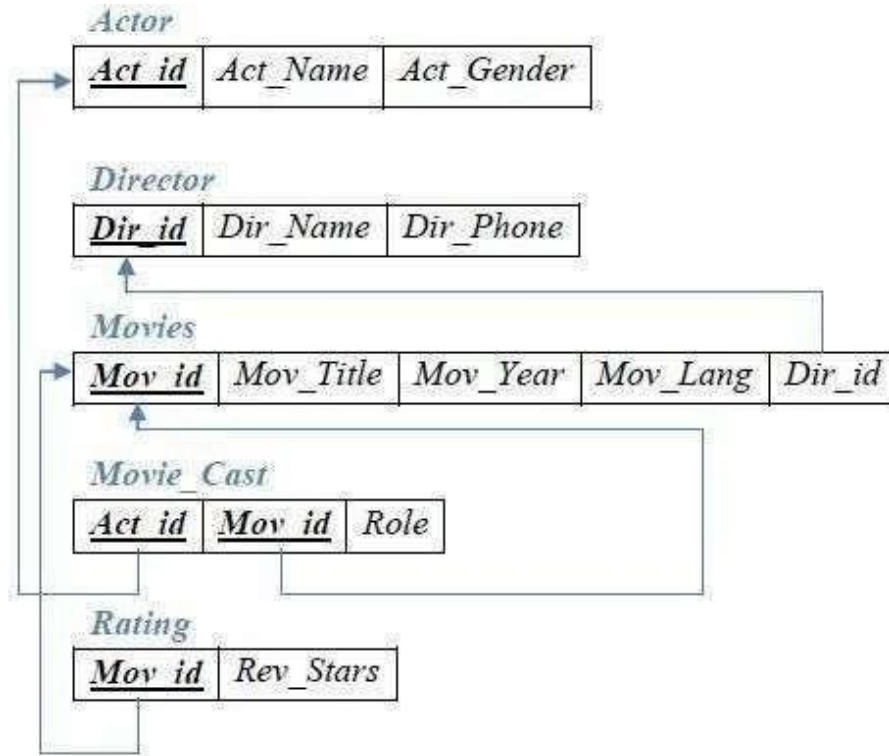 Actor
Act_id Act_Name Act_Gender
Director
Dir_id Dir_Name Dir_Phone
Movies
Mov_id Mov_Title Mov_Year Mov_Lang Dir_id
Movie_Cast
Act_id Mov_id Role
Rating
Mov_id Rev_Stars